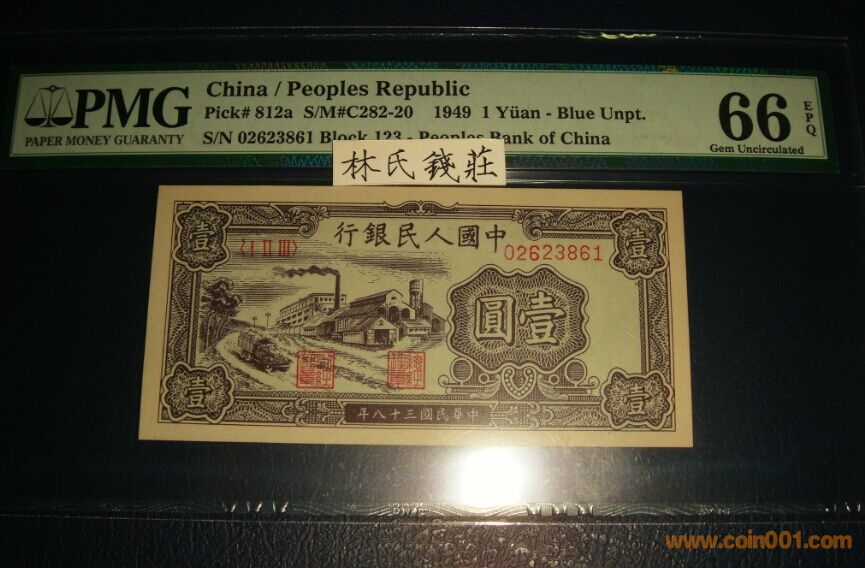 PMG
PAPER MONEY GUARANTY
China / Peoples Republic
Pick# 812a S/M#C282-20 1949 1 Yüan - Blue Unpt.
S/N 02623861 Block 123 - Peoples Bank of China
66 EPQ
Gem Uncirculated
林氏錢莊
行銀民人國中
〈I II III〉
02623861
壹
壹
圓壹
壹
壹
年八十三國民華中
www.coin001.com